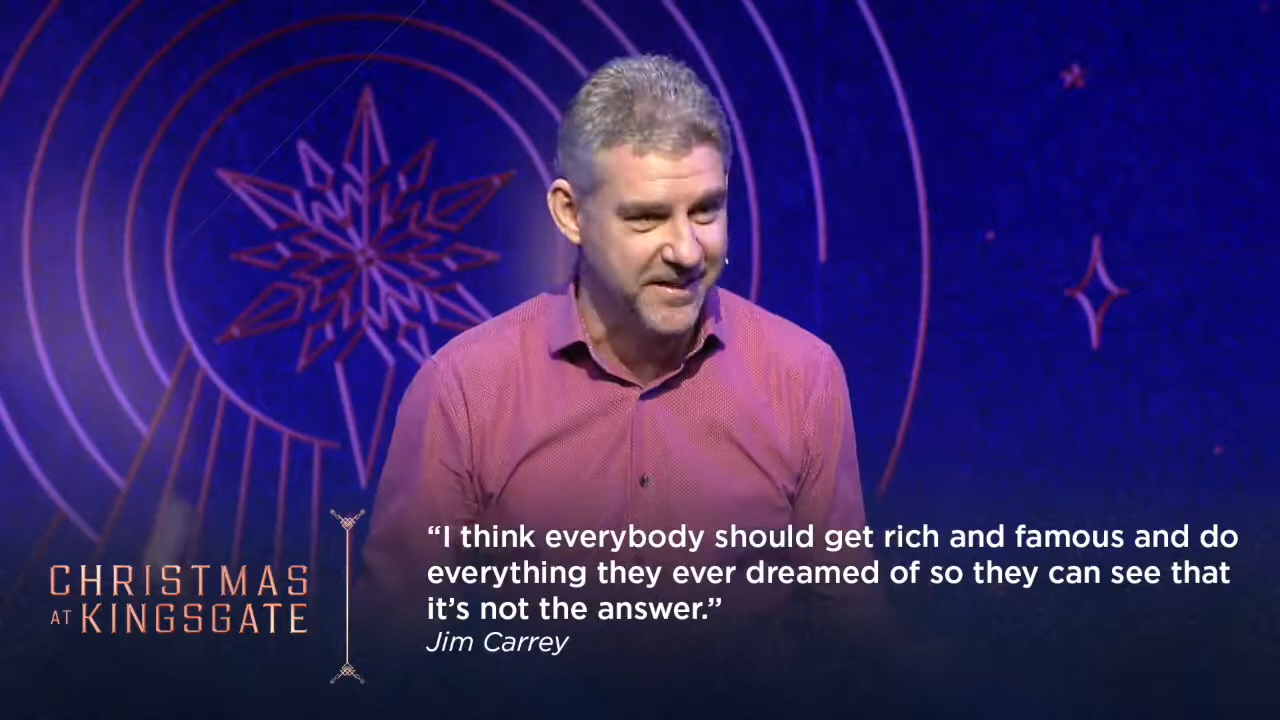 CHRISTMAS
AT KINGSGATE
“I think everybody should get rich and famous and do
everything they ever dreamed of so they can see that
it’s not the answer.”
Jim Carrey